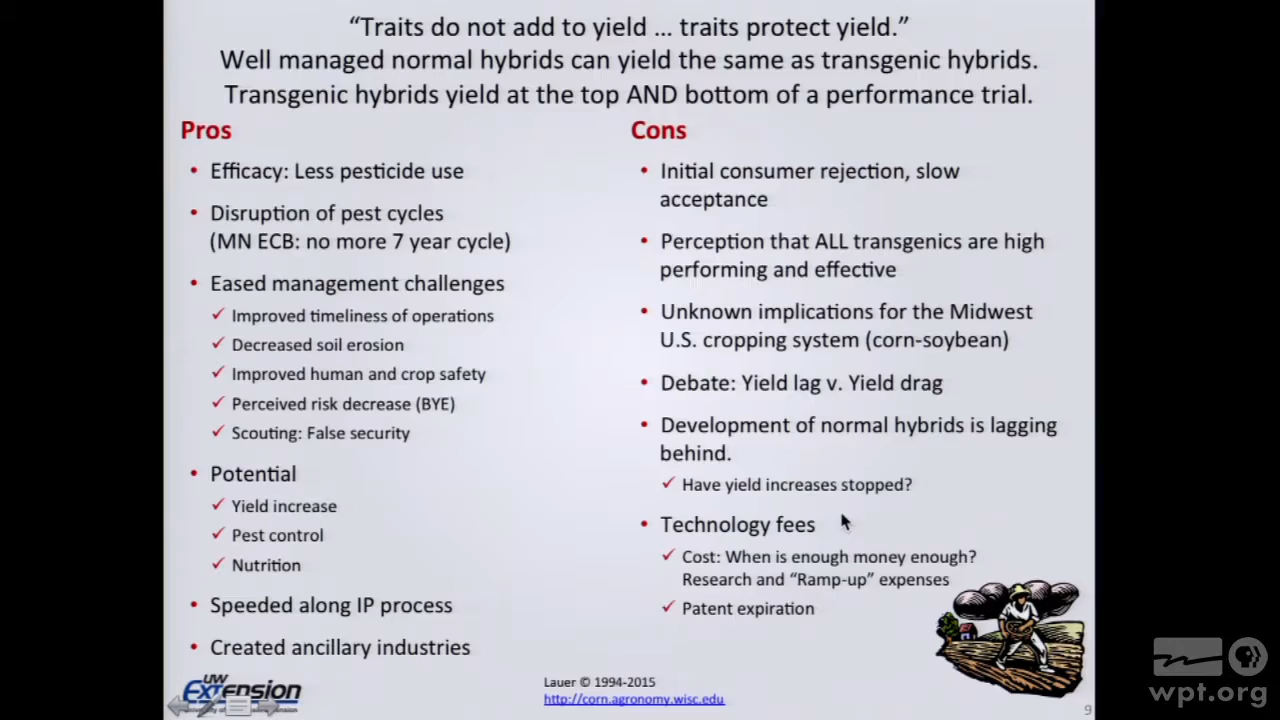 “Traits do not add to yield … traits protect yield.”
Well managed normal hybrids can yield the same as transgenic hybrids.
Transgenic hybrids yield at the top AND bottom of a performance trial.
Pros
• Efficacy: Less pesticide use
• Disruption of pest cycles
(MN ECB: no more 7 year cycle)
• Eased management challenges
✓ Improved timeliness of operations
✓ Decreased soil erosion
✓ Improved human and crop safety
✓ Perceived risk decrease (BYE)
✓ Scouting: False security
• Potential
✓ Yield increase
✓ Pest control
✓ Nutrition
• Speeded along IP process
• Created ancillary industries
Cons
• Initial consumer rejection, slow
acceptance
• Perception that ALL transgenics are high
performing and effective
• Unknown implications for the Midwest
U.S. cropping system (corn-soybean)
• Debate: Yield lag v. Yield drag
• Development of normal hybrids is lagging
behind.
✓ Have yield increases stopped?
• Technology fees
✓ Cost: When is enough money enough?
Research and “Ramp-up” expenses
✓ Patent expiration
UW
Extension
Lauer © 1994-2015
http://corn.agronomy.wisc.edu
9
wpt.org